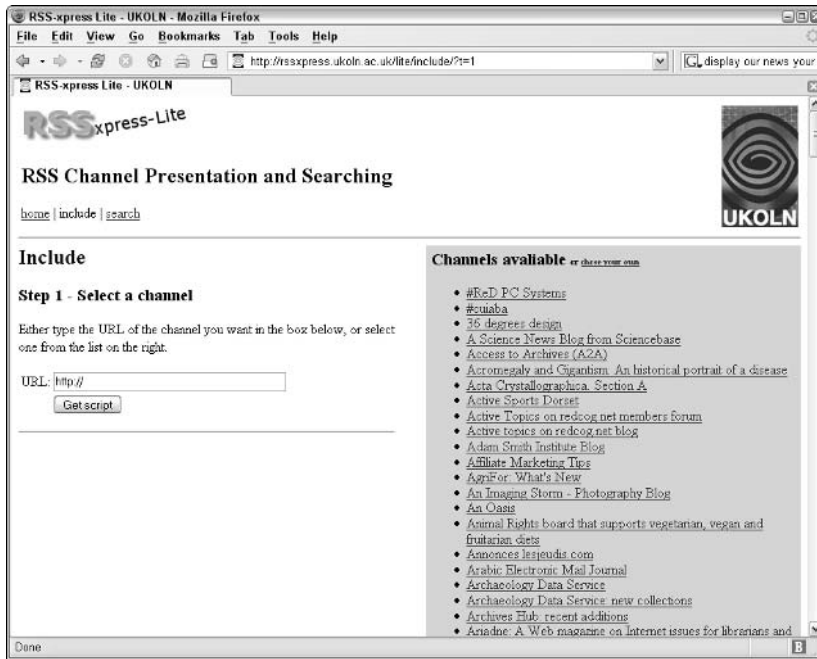 RSS-xpress Lite - UKOLN - Mozilla Firefox
File Edit View Go Bookmarks Tab Tools Help
http://rssxpress.ukoln.ac.uk/lite/include/?t=1
G display our news your
RSS-xpress Lite - UKOLN
RSSxpress-Lite
UKOLN
RSS Channel Presentation and Searching
home | include | search
Include
Step 1 - Select a channel
Either type the URL of the channel you want in the box below, or select
one from the list on the right.
URL: http://
Get script
Channels avaliable or chose your own
#ReD PC Systems
#cuiaba
36 degrees design
A Science News Blog from Sciencebase
Access to Archives (A2A)
Acromegaly and Gigantism. An historical portrait of a disease
Acta Crystallographica. Section A
Active Sports Dorset
Active Topics on redcog.net members forum
Active topics on redcog.net blog
Adam Smith Institute Blog
Affiliate Marketing Tips
AgriFor: What's New
An Imaging Storm - Photography Blog
An Oasis
Animal Rights board that supports vegetarian, vegan and
fruitarian diets
Annonces lesjeudis.com
Arabic Electronic Mail Journal
Archaeology Data Service
Archaeology Data Service: new collections
Archives Hub: recent additions
Ariadne: A Web magazine on Internet issues for librarians and
Done
B